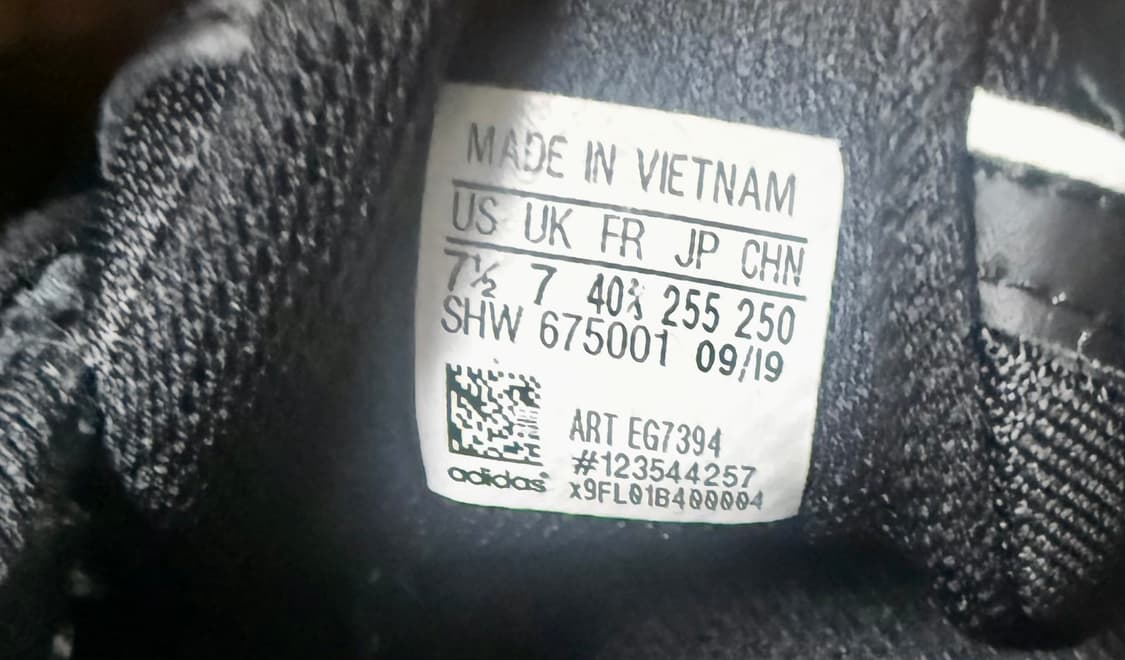 MADE IN VIETNAM
US UK FR JP CHN
7½ 7 40⅔ 255 250
SHW 675001 09/19
ART EG7394
#123544257
adidas
x9FL01B400004